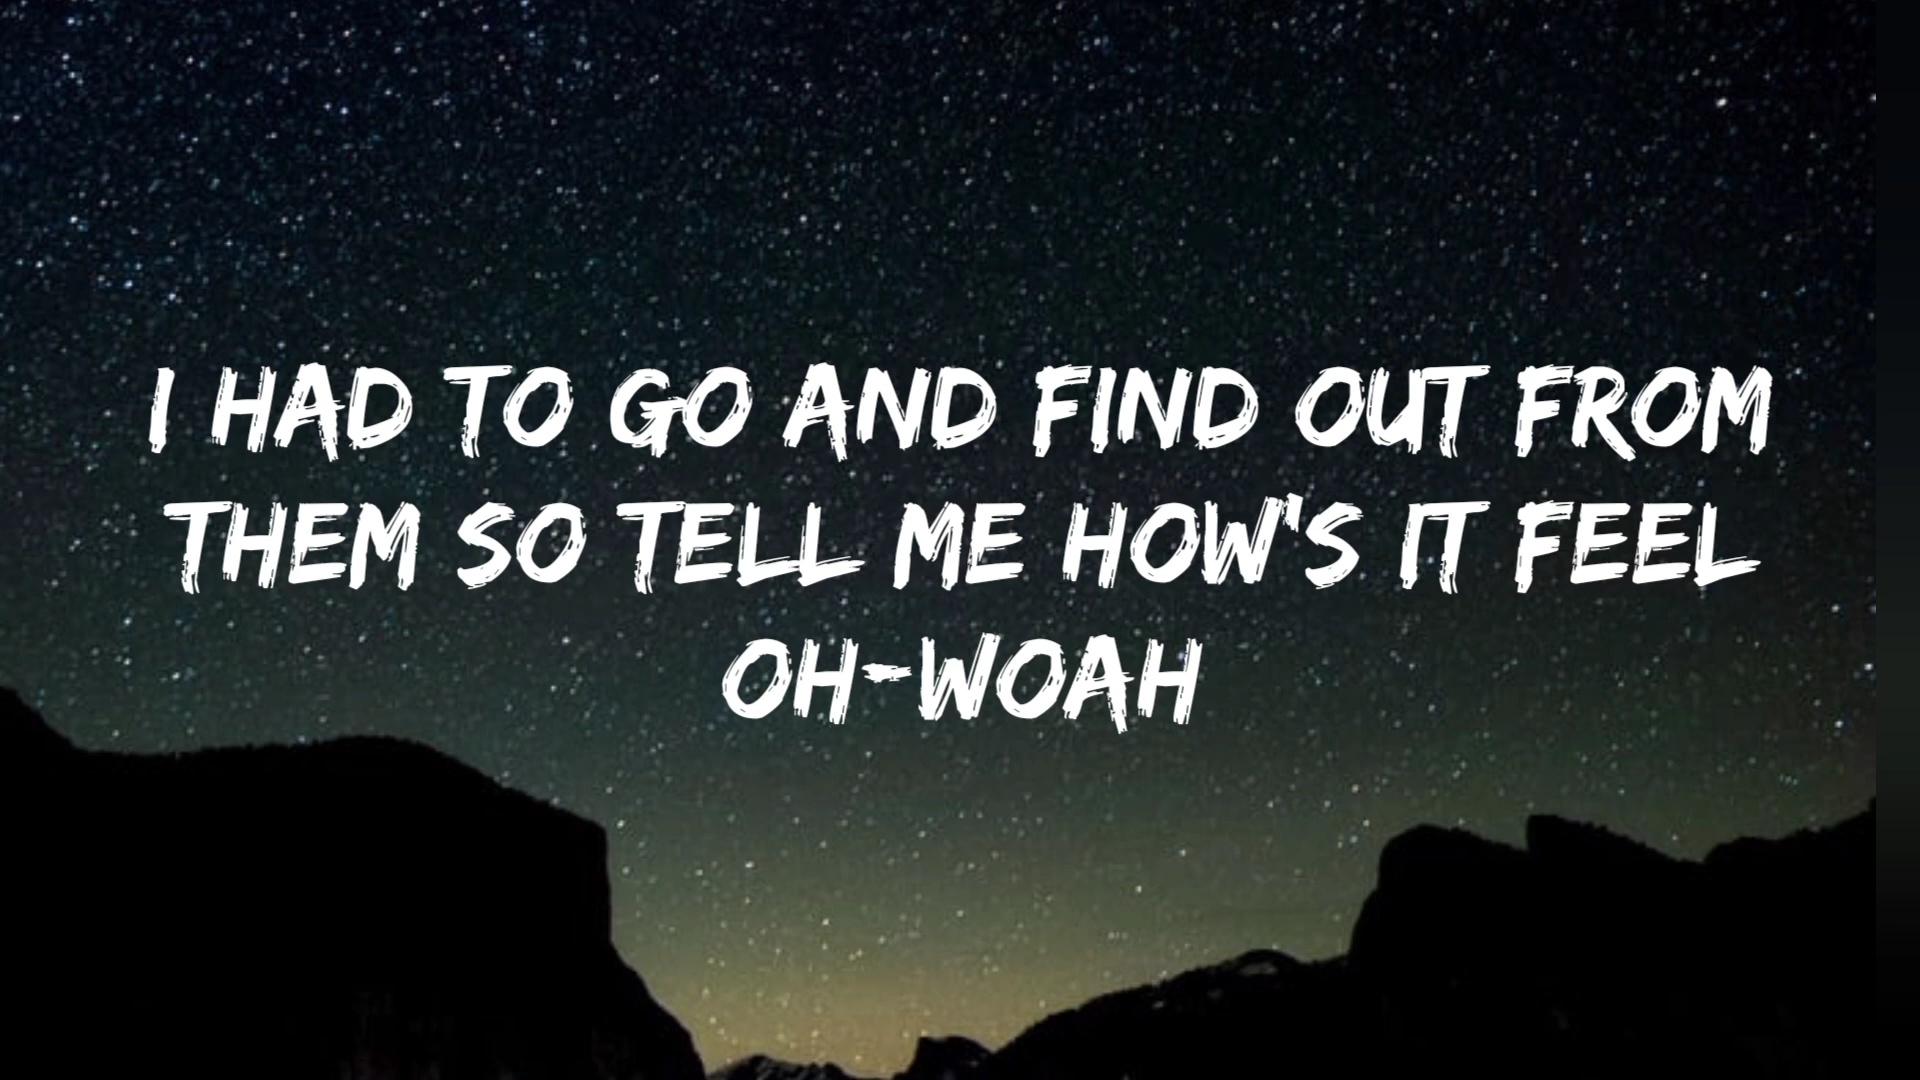 I HAD TO GO AND FIND OUT FROM
THEM SO TELL ME HOW'S IT FEEL
OH-WOAH